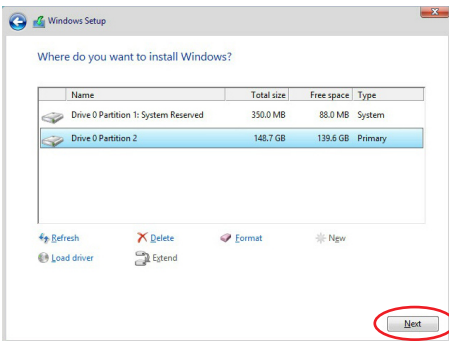 Windows Setup
Where do you want to install Windows?
Name Total size Free space Type
Drive 0 Partition 1: System Reserved 350.0 MB 88.0 MB System
Drive 0 Partition 2 148.7 GB 139.6 GB Primary
Refresh Delete Format New
Load driver Extend
Next